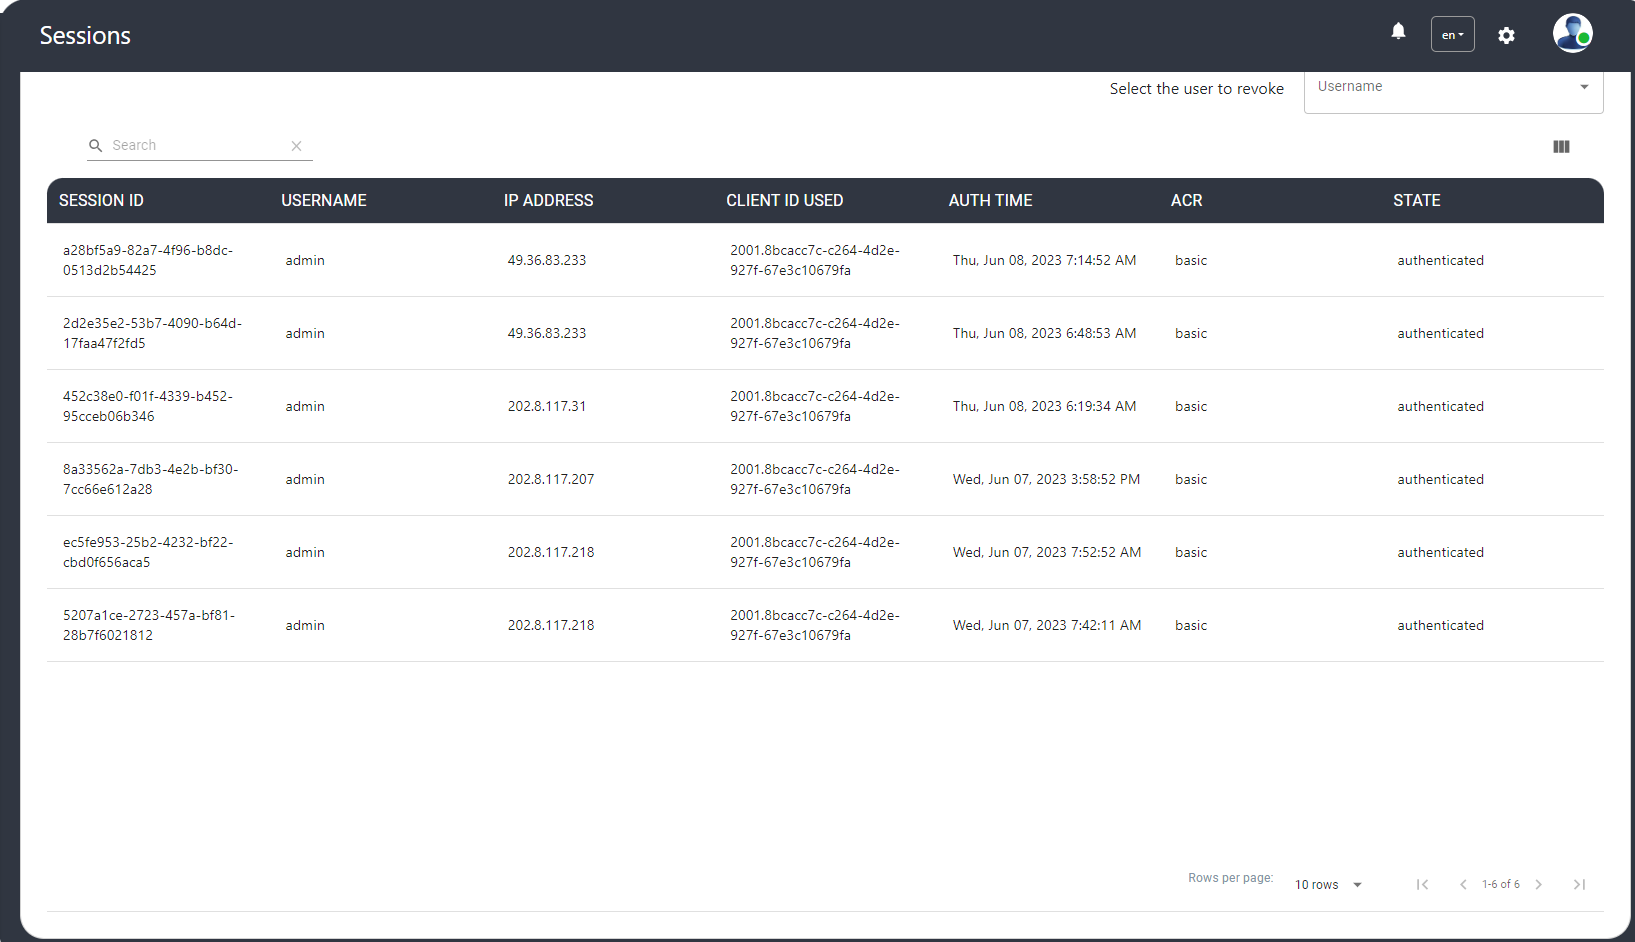 Sessions
en
Select the user to revoke
Username
Search
SESSION ID USERNAME IP ADDRESS CLIENT ID USED AUTH TIME ACR STATE
a28bf5a9-82a7-4f96-b8dc-
0513d2b54425
admin
49.36.83.233
2001.8bcacc7c-c264-4d2e-
927f-67e3c10679fa
Thu, Jun 08, 2023 7:14:52 AM
basic
authenticated
2d2e35e2-53b7-4090-b64d-
17faa47f2fd5
admin
49.36.83.233
2001.8bcacc7c-c264-4d2e-
927f-67e3c10679fa
Thu, Jun 08, 2023 6:48:53 AM
basic
authenticated
452c38e0-f01f-4339-b452-
95cceb06b346
admin
202.8.117.31
2001.8bcacc7c-c264-4d2e-
927f-67e3c10679fa
Thu, Jun 08, 2023 6:19:34 AM
basic
authenticated
8a33562a-7db3-4e2b-bf30-
7cc66e612a28
admin
202.8.117.207
2001.8bcacc7c-c264-4d2e-
927f-67e3c10679fa
Wed, Jun 07, 2023 3:58:52 PM
basic
authenticated
ec5fe953-25b2-4232-bf22-
cbd0f656aca5
admin
202.8.117.218
2001.8bcacc7c-c264-4d2e-
927f-67e3c10679fa
Wed, Jun 07, 2023 7:52:52 AM
basic
authenticated
5207a1ce-2723-457a-bf81-
28b7f6021812
admin
202.8.117.218
2001.8bcacc7c-c264-4d2e-
927f-67e3c10679fa
Wed, Jun 07, 2023 7:42:11 AM
basic
authenticated
Rows per page:
10 rows
1-6 of 6